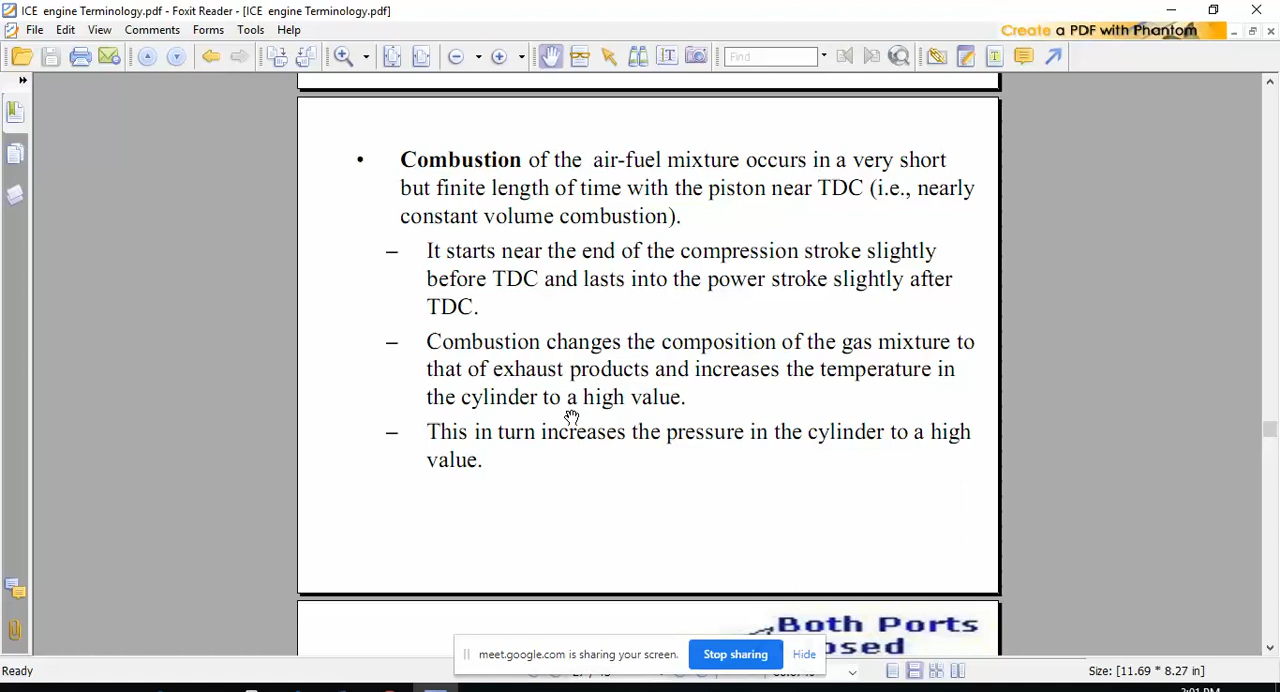 ICE engine Terminology.pdf - Foxit Reader - [ICE engine Terminology.pdf]
File Edit View Comments Forms Tools Help
Create a PDF with Phantom
Find
• Combustion of the air-fuel mixture occurs in a very short
but finite length of time with the piston near TDC (i.e., nearly
constant volume combustion).
– It starts near the end of the compression stroke slightly
before TDC and lasts into the power stroke slightly after
TDC.
– Combustion changes the composition of the gas mixture to
that of exhaust products and increases the temperature in
the cylinder to a high value.
– This in turn increases the pressure in the cylinder to a high
value.
Both Ports
meet.google.com is sharing your screen. Stop sharing Hide
Ready
Size: [11.69 * 8.27 in]
2:01 PM